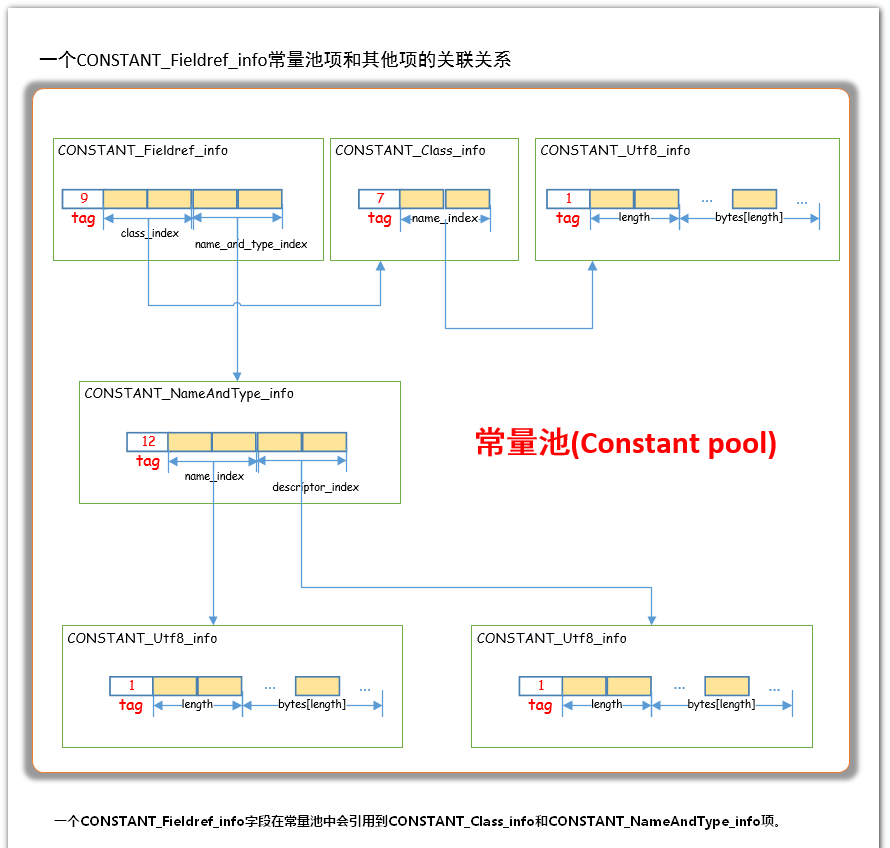 一个CONSTANT_Fieldref_info常量池项和其他项的关联关系
CONSTANT_Fieldref_info
9
tag
class_index
name_and_type_index
CONSTANT_Class_info
7
tag
name_index
CONSTANT_Utf8_info
1
...
...
tag
length
bytes[length]
CONSTANT_NameAndType_info
12
tag
name_index
descriptor_index
常量池(Constant pool)
CONSTANT_Utf8_info
1
...
...
tag
length
bytes[length]
CONSTANT_Utf8_info
1
...
...
tag
length
bytes[length]
一个CONSTANT_Fieldref_info字段在常量池中会引用到CONSTANT_Class_info和CONSTANT_NameAndType_info项。